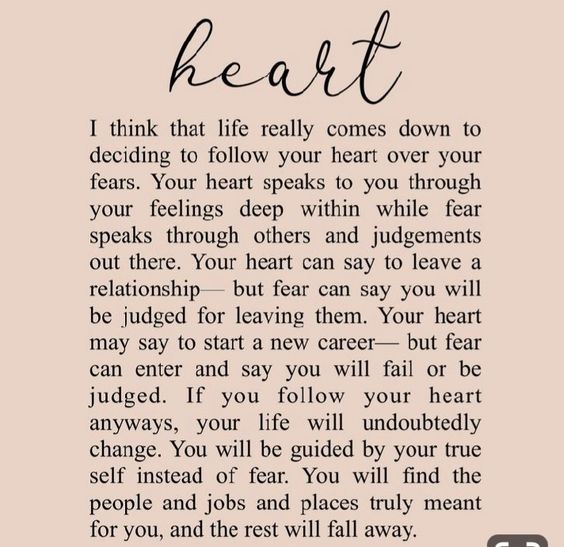 heart
I think that life really comes down to
deciding to follow your heart over your
fears. Your heart speaks to you through
your feelings deep within while fear
speaks through others and judgements
out there. Your heart can say to leave a
relationship— but fear can say you will
be judged for leaving them. Your heart
may say to start a new career— but fear
can enter and say you will fail or be
judged. If you follow your heart
anyways, your life will undoubtedly
change. You will be guided by your true
self instead of fear. You will find the
people and jobs and places truly meant
for you, and the rest will fall away.